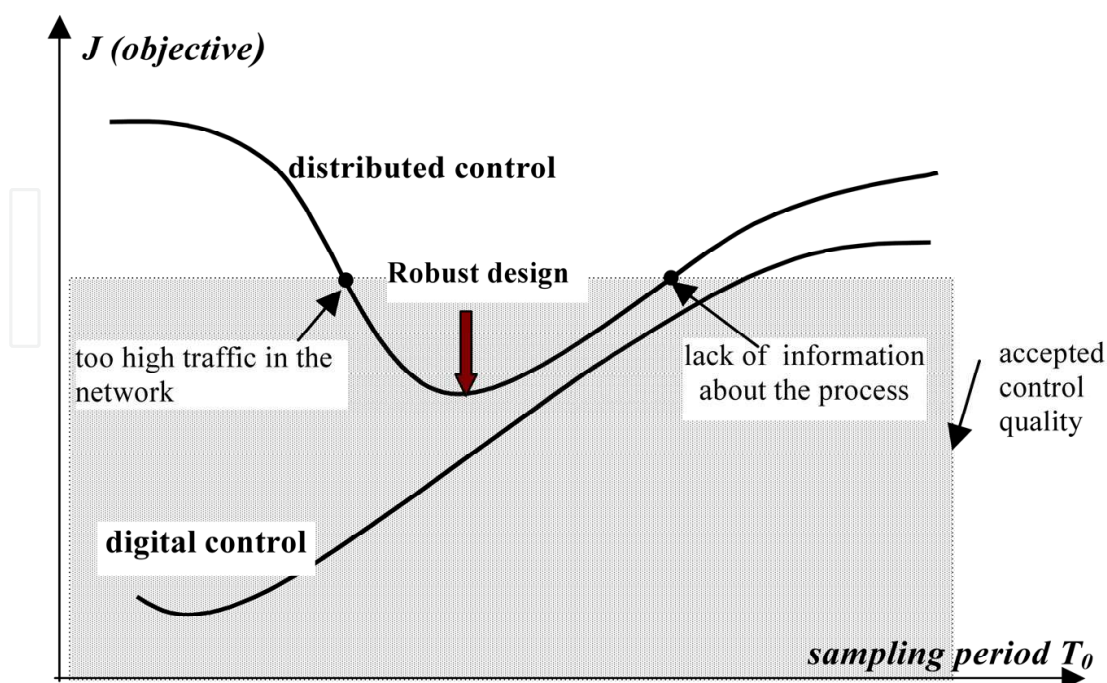 J (objective)
distributed control
Robust design
too high traffic in the
network
lack of information
about the process
accepted
control
quality
digital control
sampling period T₀